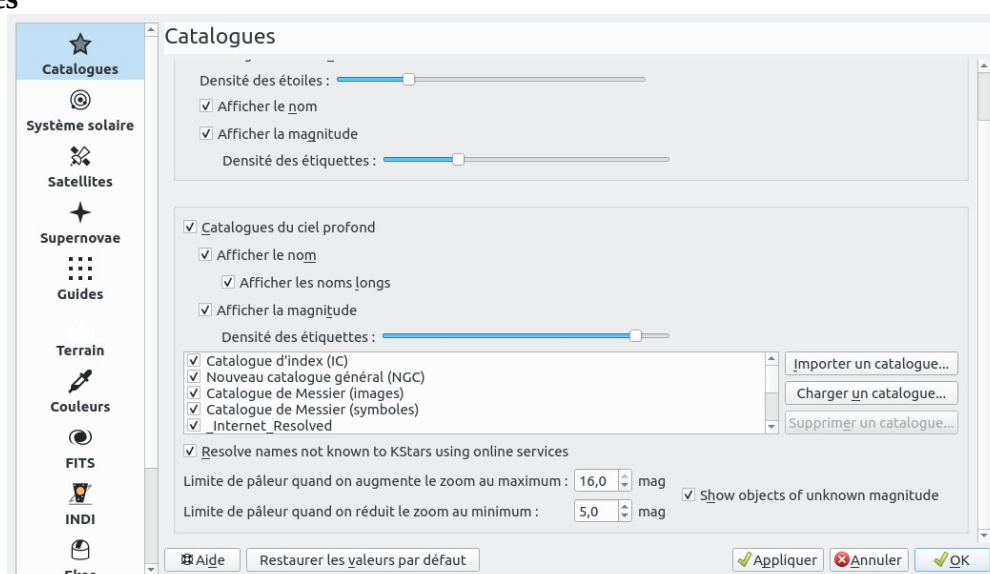 es
Catalogues
Système solaire
Satellites
Supernovae
Guides
Terrain
Couleurs
FITS
INDI
Ekos
Catalogues
Densité des étoiles :
Afficher le nom
Afficher la magnitude
Densité des étiquettes :
Catalogues du ciel profond
Afficher le nom
Afficher les noms longs
Afficher la magnitude
Densité des étiquettes :
Catalogue d'index (IC)
Nouveau catalogue général (NGC)
Catalogue de Messier (images)
Catalogue de Messier (symboles)
_Internet_Resolved
Importer un catalogue...
Charger un catalogue...
Supprimer un catalogue...
Resolve names not known to KStars using online services
Limite de pâleur quand on augmente le zoom au maximum : 16,0 mag
Limite de pâleur quand on réduit le zoom au minimum : 5,0 mag
Show objects of unknown magnitude
Aide
Restaurer les valeurs par défaut
Appliquer
Annuler
OK